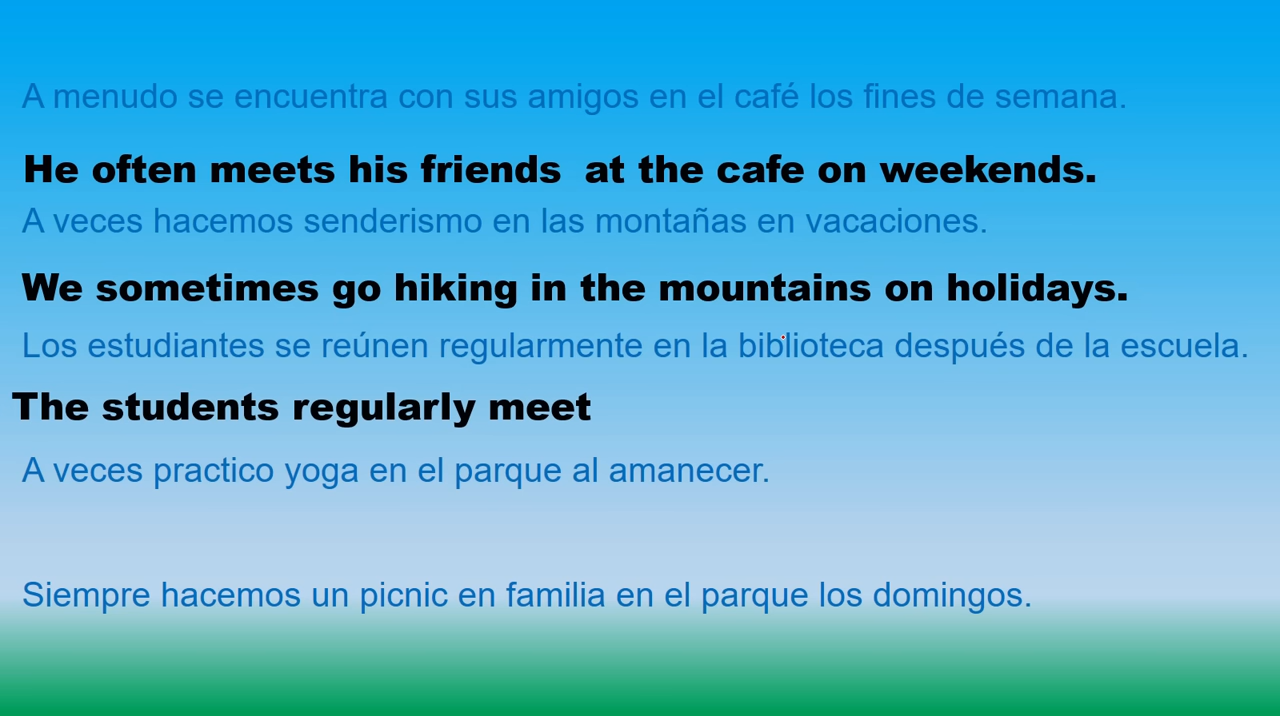 A menudo se encuentra con sus amigos en el café los fines de semana.
He often meets his friends  at the cafe on weekends.
A veces hacemos senderismo en las montañas en vacaciones.
We sometimes go hiking in the mountains on holidays.
Los estudiantes se reúnen regularmente en la biblioteca después de la escuela.
The students regularly meet
A veces practico yoga en el parque al amanecer.
Siempre hacemos un picnic en familia en el parque los domingos.